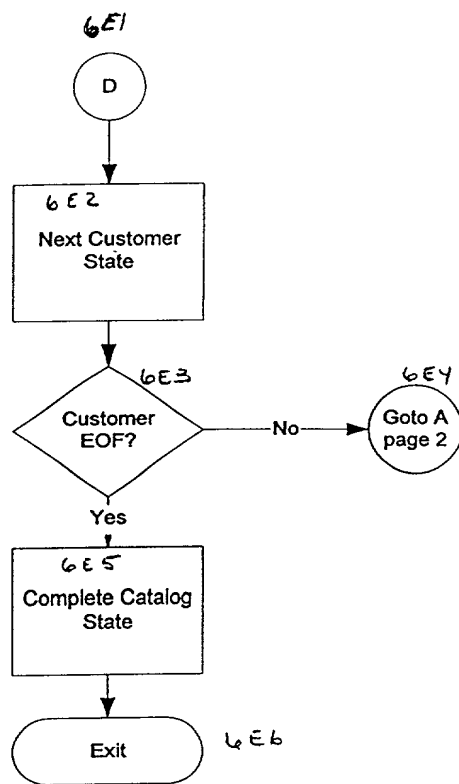 6E1
D
6E2
Next Customer
State
6E3
Customer
EOF?
No
6E4
Goto A
page 2
Yes
6E5
Complete Catalog
State
Exit
6E6